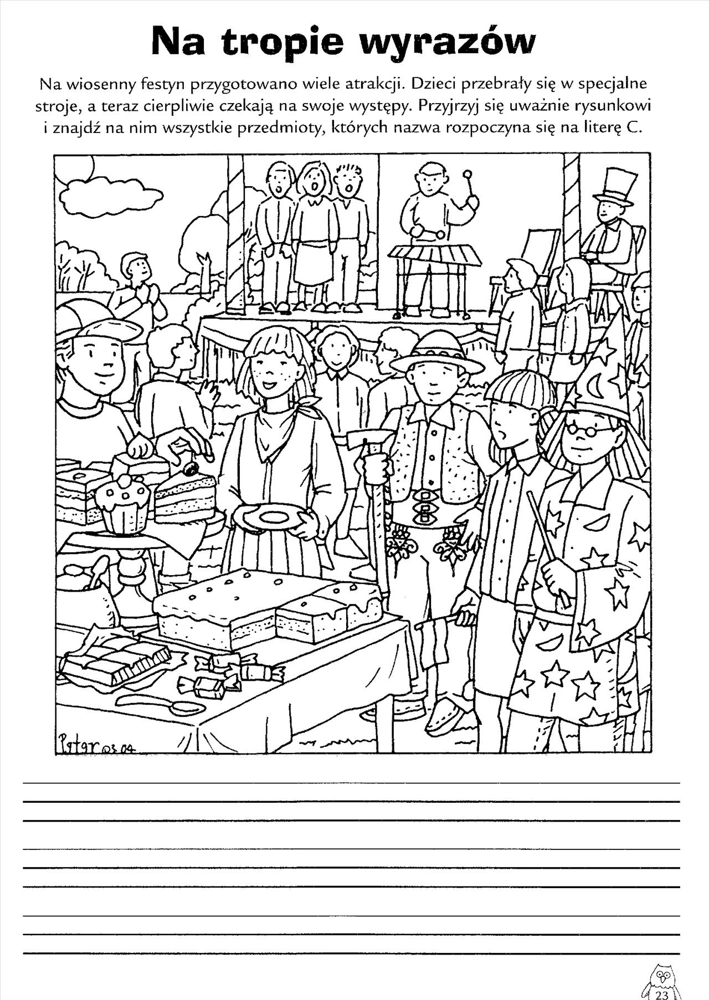 Na tropie wyrazów
Na wiosenny festyn przygotowano wiele atrakcji. Dzieci przebrały się w specjalne
stroje, a teraz cierpliwie czekają na swoje występy. Przyjrzyj się uważnie rysunkowi
i znajdź na nim wszystkie przedmioty, których nazwa rozpoczyna się na literę C.
Peter 03.04
23